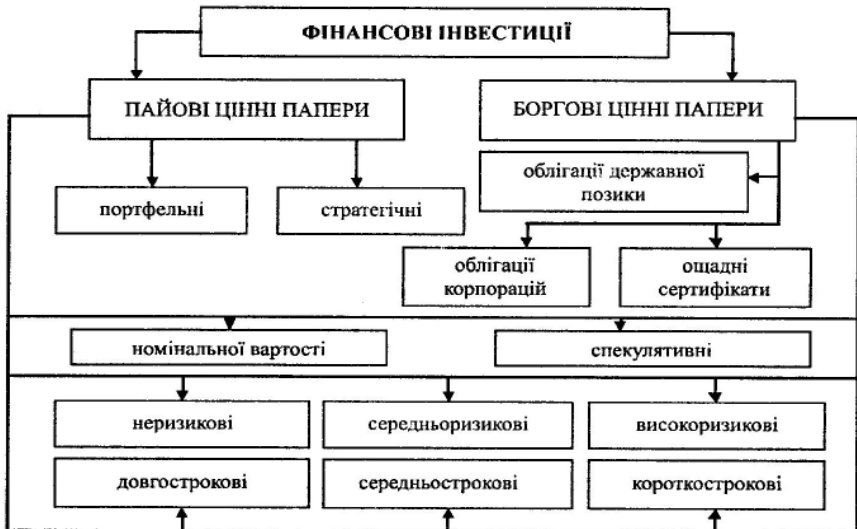 ФІНАНСОВІ ІНВЕСТИЦІЇ
ПАЙОВІ ЦІННІ ПАПЕРИ
БОРГОВІ ЦІННІ ПАПЕРИ
облігації державної
позики
портфельні
стратегічні
облігації
корпорацій
ощадні
сертифікати
номінальної вартості
спекулятивні
неризикові
середньоризикові
високоризикові
довгострокові
середньострокові
короткострокові